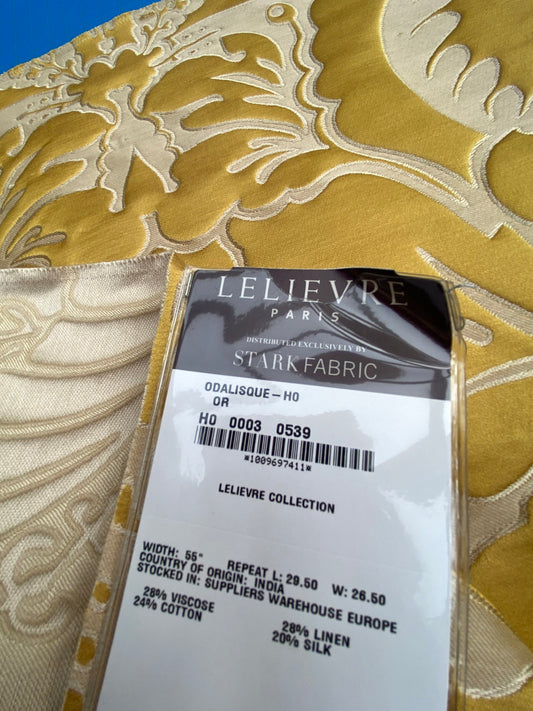 LELIEVRE
PARIS
DISTRIBUTED EXCLUSIVELY BY
STARK FABRIC
ODALISQUE-HO
OR
HO 0003 0539
*1009697411*
LELIEVRE COLLECTION
WIDTH: 55" REPEAT L: 29.50 W: 26.50
COUNTRY OF ORIGIN: INDIA
STOCKED IN: SUPPLIERS WAREHOUSE EUROPE
28% VISCOSE 28% LINEN
24% COTTON 20% SILK